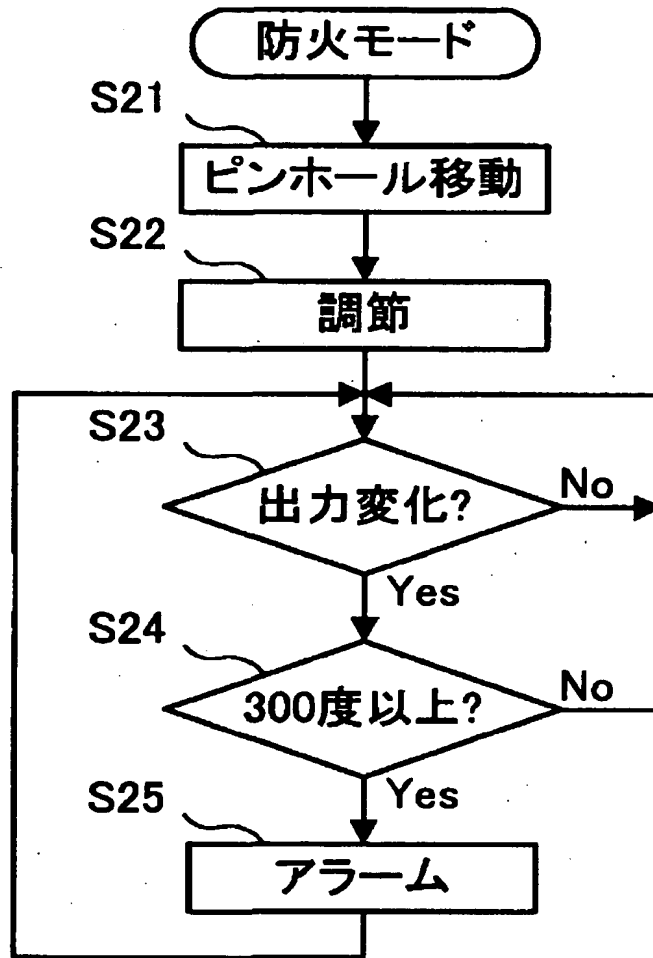 防火モード
S21
ピンホール移動
S22
調節
S23
出力変化?
No
Yes
S24
300度以上?
No
Yes
S25
アラーム